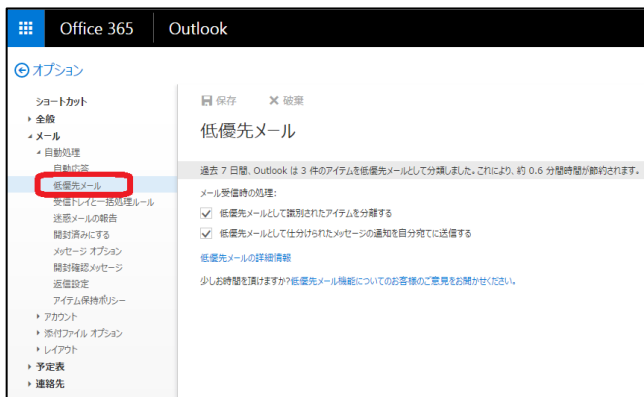 Office 365 Outlook
オプション
ショートカット
全般
メール
自動処理
自動応答
低優先メール
受信トレイと一括処理ルール
迷惑メールの報告
開封済みにする
メッセージ オプション
開封確認メッセージ
返信設定
アイテム保持ポリシー
アカウント
添付ファイル オプション
レイアウト
予定表
連絡先
保存 破棄
低優先メール
過去 7 日間、Outlook は 3 件のアイテムを低優先メールとして分類しました。これにより、約 0.6 分間時間が節約されます。
メール受信時の処理:
低優先メールとして識別されたアイテムを分離する
低優先メールとして仕分けられたメッセージの通知を自分宛てに送信する
低優先メールの詳細情報
少しお時間を頂けますか?低優先メール機能についてのお客様のご意見をお聞かせください。